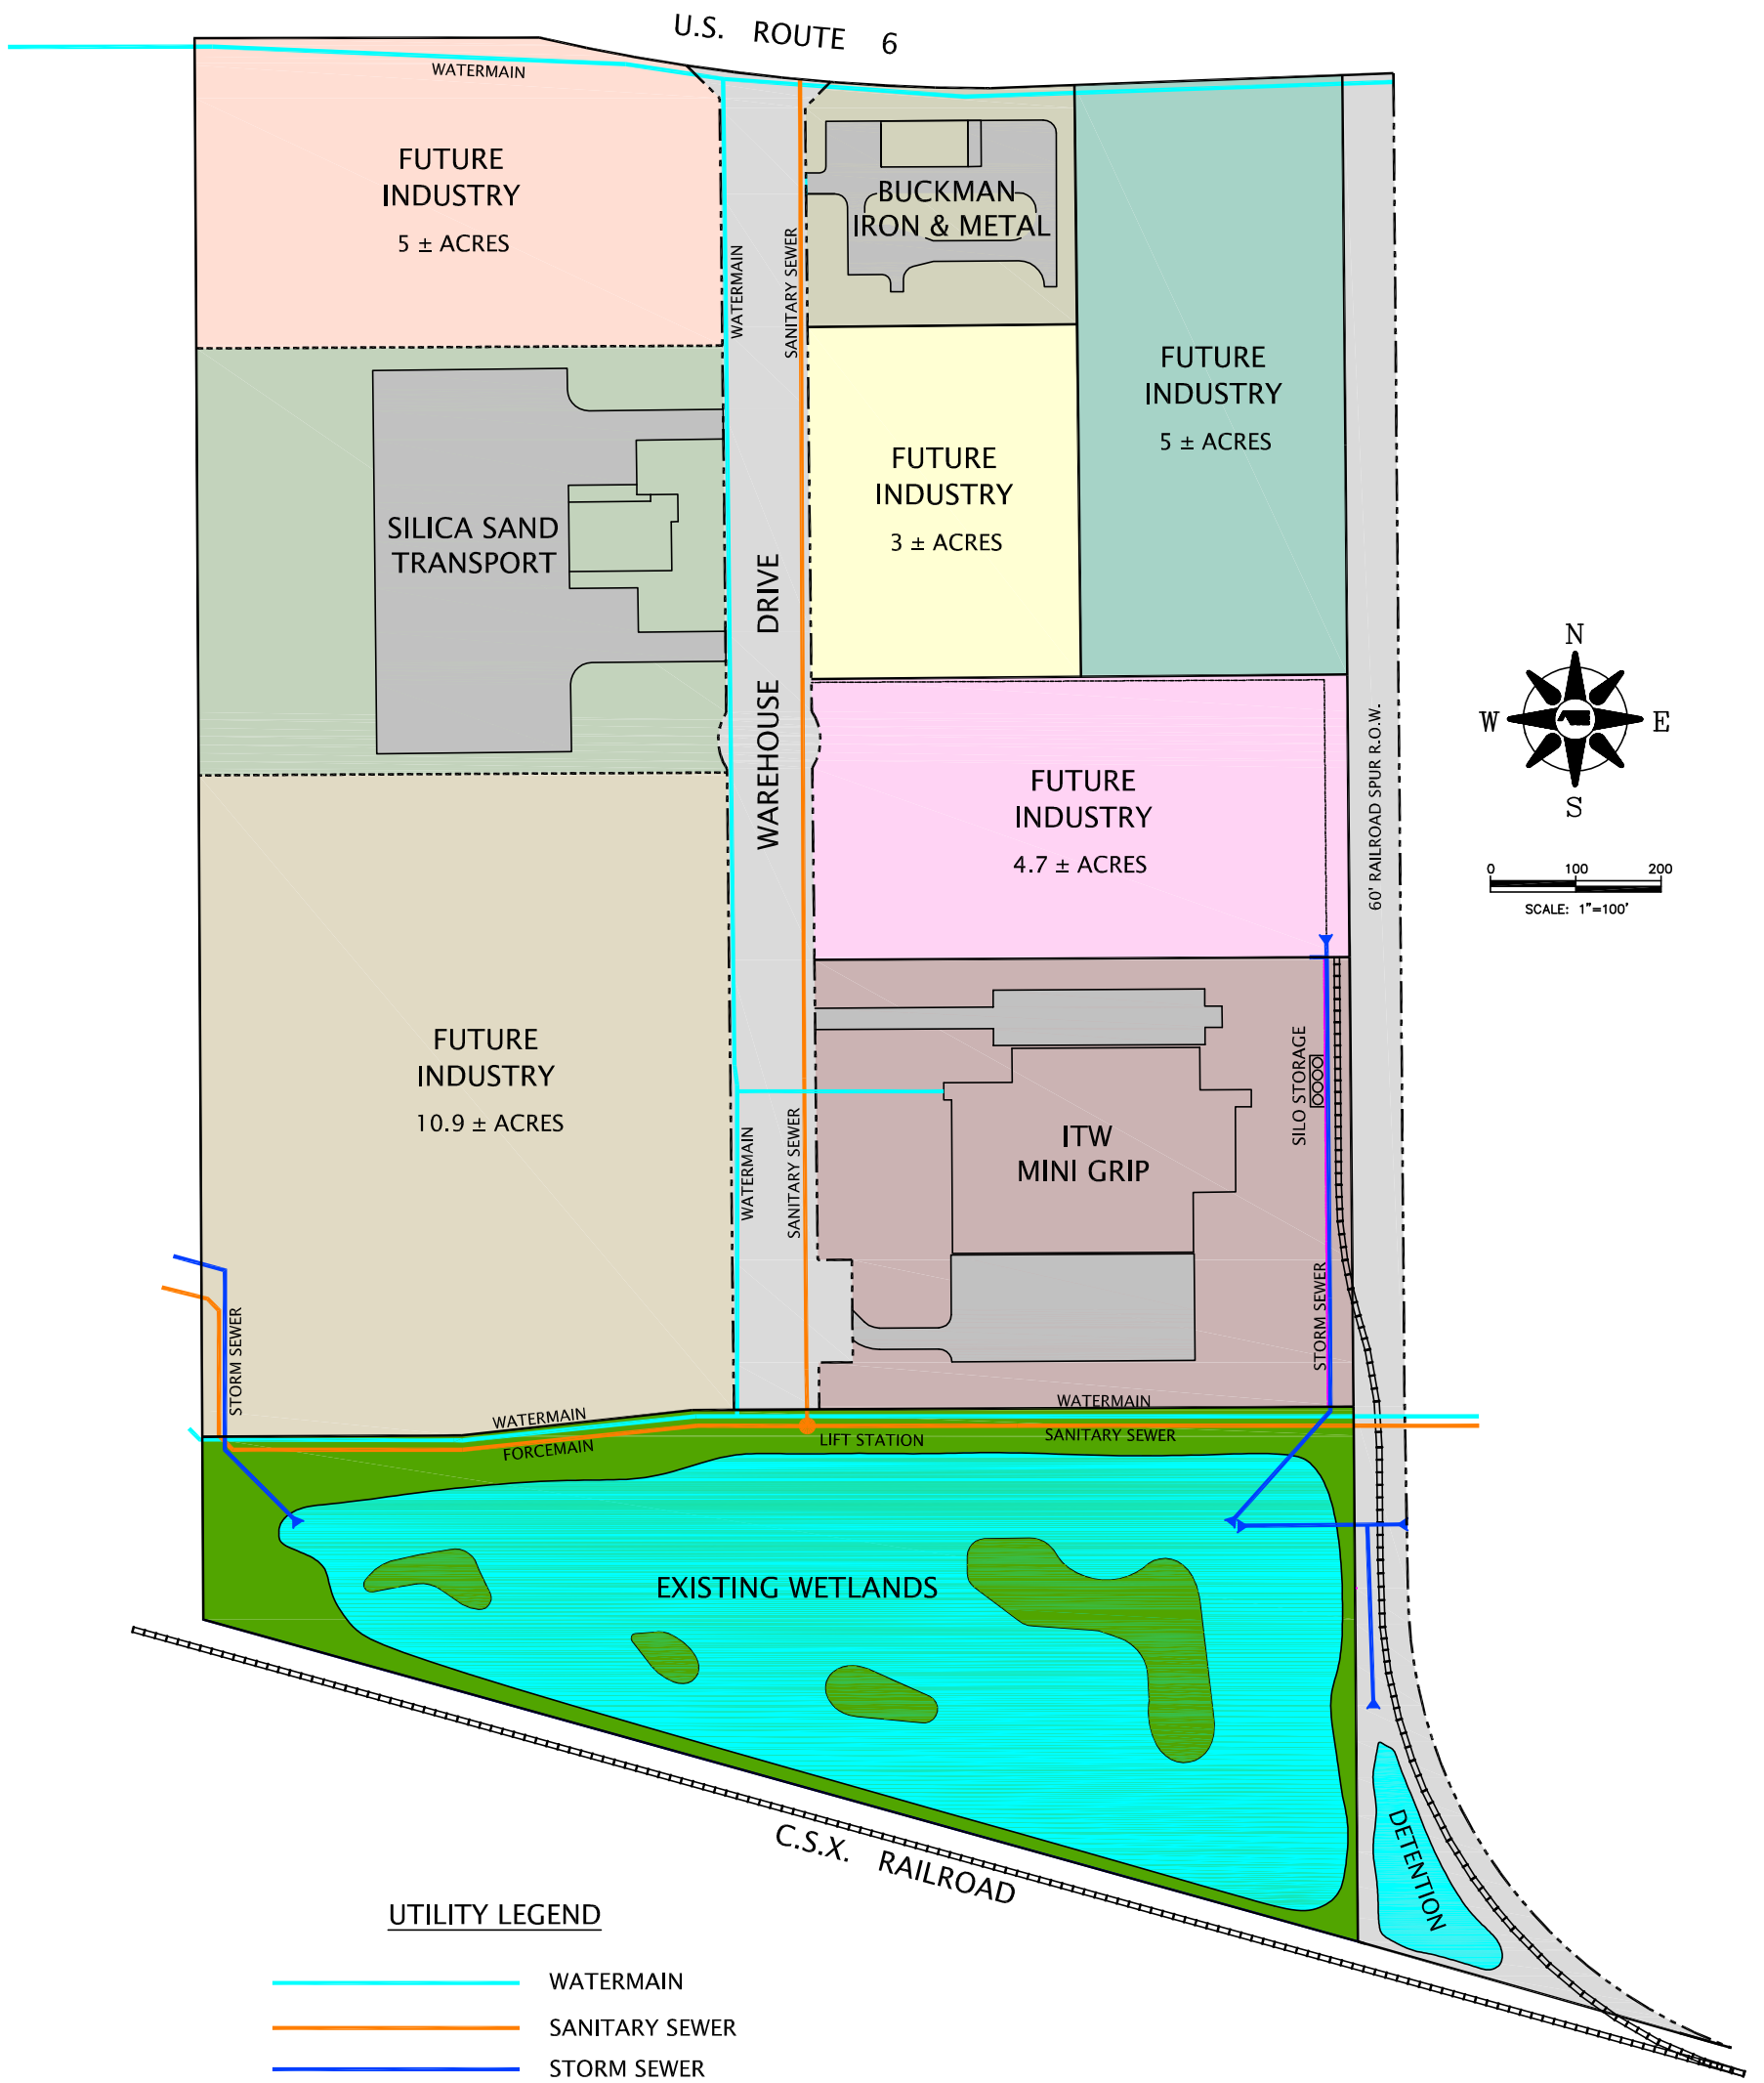 U.S. ROUTE 6
WATERMAIN
FUTURE
INDUSTRY
5 ± ACRES
BUCKMAN
IRON & METAL
WATERMAIN
SANITARY SEWER
FUTURE
INDUSTRY
5 ± ACRES
FUTURE
INDUSTRY
3 ± ACRES
SILICA SAND
TRANSPORT
WAREHOUSE DRIVE
N
W E
S
FUTURE
INDUSTRY
4.7 ± ACRES
60' RAILROAD SPUR R.O.W.
0 100 200
SCALE: 1"=100'
FUTURE
INDUSTRY
10.9 ± ACRES
SILO STORAGE
ITW
MINI GRIP
WATERMAIN
SANITARY SEWER
STORM SEWER
STORM SEWER
WATERMAIN
WATERMAIN
FORCEMAIN
LIFT STATION
SANITARY SEWER
EXISTING WETLANDS
C.S.X. RAILROAD
DETENTION
UTILITY LEGEND
WATERMAIN
SANITARY SEWER
STORM SEWER